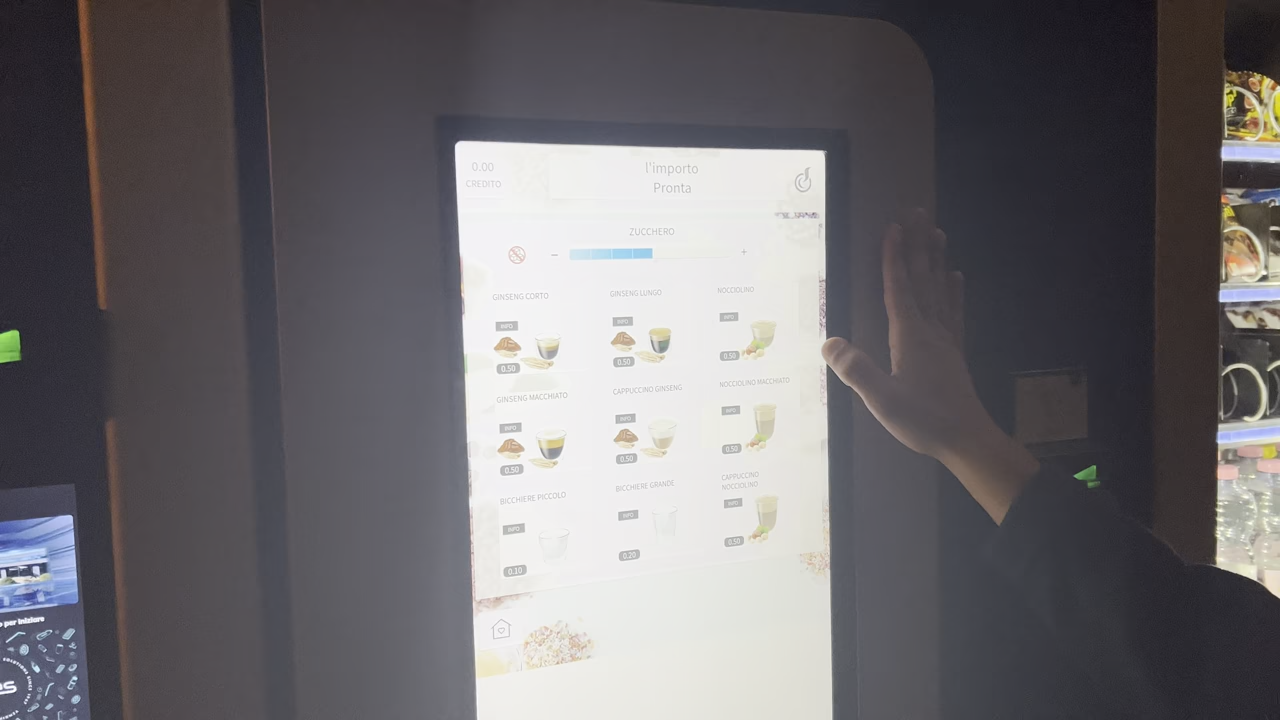 0.00
CREDITO
l'importo
Pronta
ZUCCHERO
−
+
GINSENG CORTO
INFO
0.50
GINSENG LUNGO
INFO
0.50
NOCCIOLINO
INFO
0.50
GINSENG MACCHIATO
INFO
0.50
CAPPUCCINO GINSENG
INFO
0.50
NOCCIOLINO MACCHIATO
INFO
0.50
BICCHIERE PICCOLO
INFO
0.10
BICCHIERE GRANDE
INFO
0.20
CAPPUCCINO
NOCCIOLINO
INFO
0.50
per iniziare